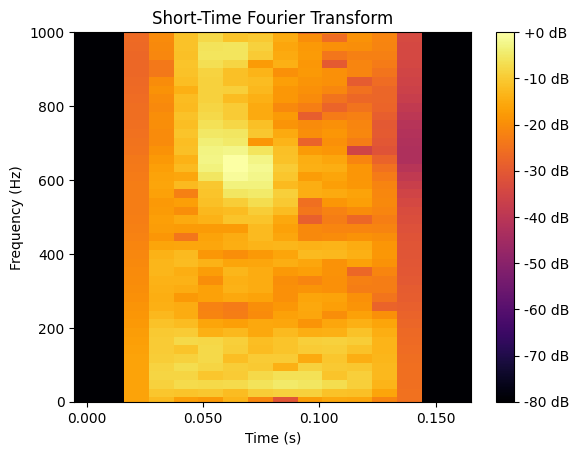 Short-Time Fourier Transform
1000
800
600
400
200
0
Frequency (Hz)
0.000
0.050
0.100
0.150
Time (s)
+0 dB
-10 dB
-20 dB
-30 dB
-40 dB
-50 dB
-60 dB
-70 dB
-80 dB